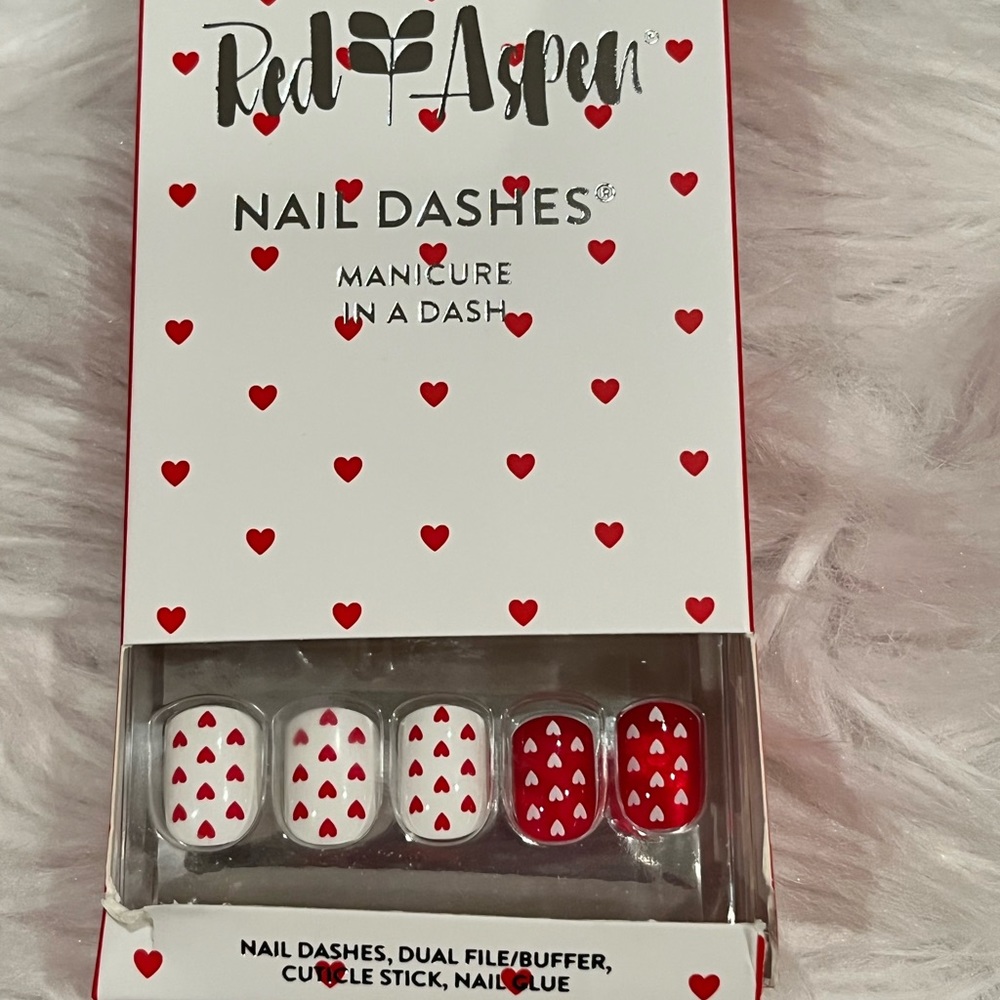 Red Aspen®
NAIL DASHES®
MANICURE
IN A DASH
NAIL DASHES, DUAL FILE/BUFFER,
CUTICLE STICK, NAIL GLUE